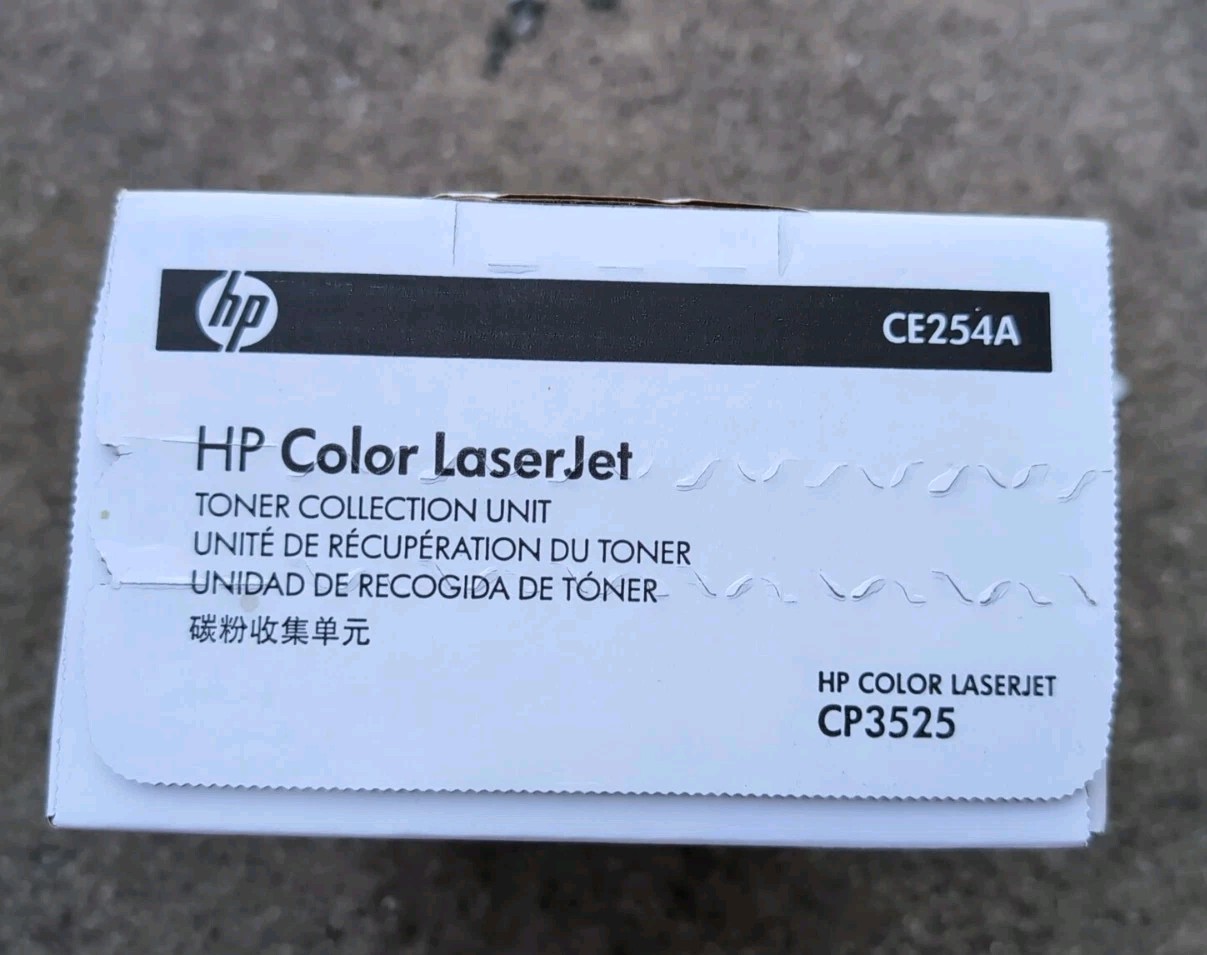 hp
CE254A
HP Color LaserJet
TONER COLLECTION UNIT
UNITÉ DE RÉCUPÉRATION DU TONER
UNIDAD DE RECOGIDA DE TÓNER
碳粉收集单元
HP COLOR LASERJET
CP3525